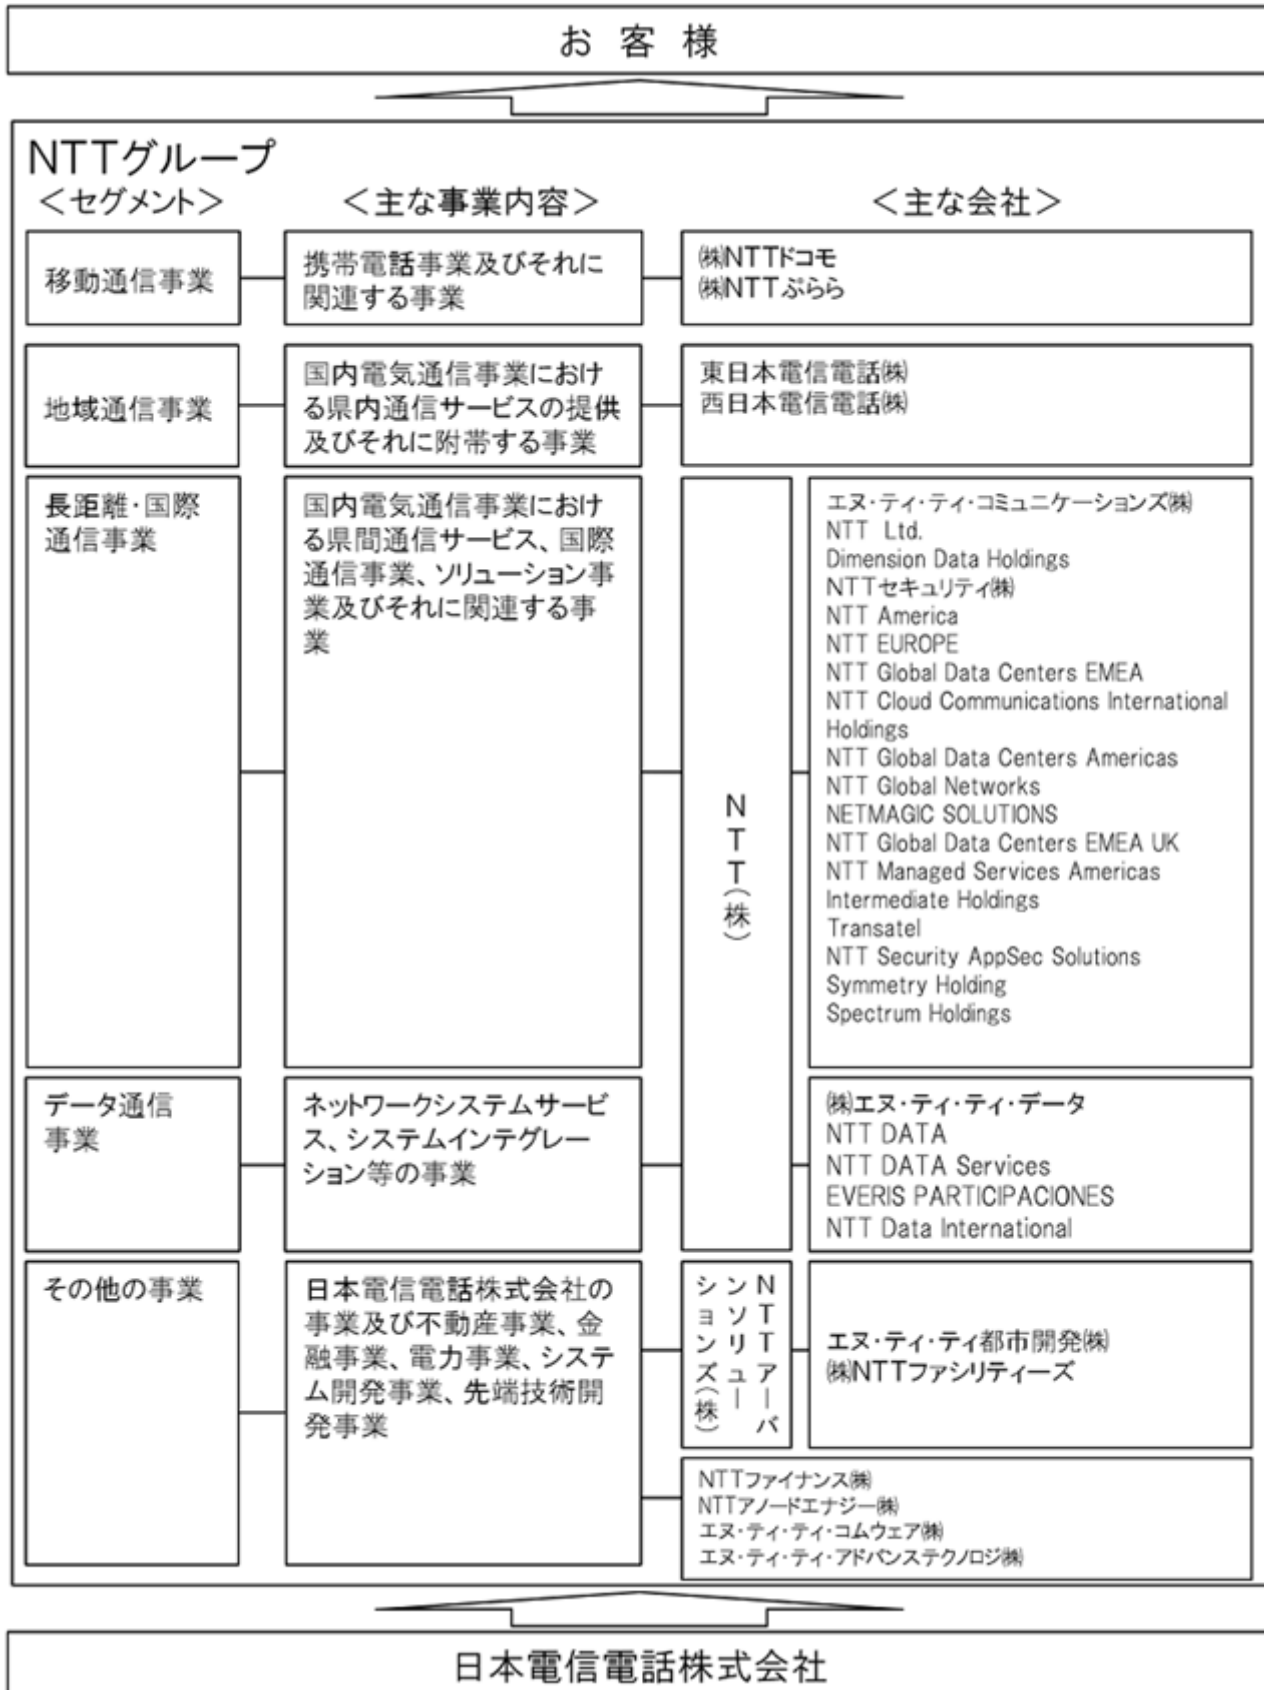 お客様
NTTグループ
＜セグメント＞
＜主な事業内容＞
＜主な会社＞
移動通信事業
携帯電話事業及びそれに
関連する事業
㈱NTTドコモ
㈱NTTぷらら
地域通信事業
国内電気通信事業におけ
る県内通信サービスの提供
及びそれに附帯する事業
東日本電信電話㈱
西日本電信電話㈱
長距離・国際
通信事業
国内電気通信事業におけ
る県間通信サービス、国際
通信事業、ソリューション事
業及びそれに関連する事
業
NTT(株)
エヌ・ティ・ティ・コミュニケーションズ㈱
NTT Ltd.
Dimension Data Holdings
NTTセキュリティ㈱
NTT America
NTT EUROPE
NTT Global Data Centers EMEA
NTT Cloud Communications International
Holdings
NTT Global Data Centers Americas
NTT Global Networks
NETMAGIC SOLUTIONS
NTT Global Data Centers EMEA UK
NTT Managed Services Americas
Intermediate Holdings
Transatel
NTT Security AppSec Solutions
Symmetry Holding
Spectrum Holdings
データ通信
事業
ネットワークシステムサービ
ス、システムインテグレー
ション等の事業
㈱エヌ・ティ・ティ・データ
NTT DATA
NTT DATA Services
EVERIS PARTICIPACIONES
NTT Data International
その他の事業
日本電信電話株式会社の
事業及び不動産事業、金
融事業、電力事業、システ
ム開発事業、先端技術開
発事業
NTTアーバ
ンソリュー
ションズ(株)
エヌ・ティ・ティ都市開発㈱
㈱NTTファシリティーズ
NTTファイナンス㈱
NTTアノードエナジー㈱
エヌ・ティ・ティ・コムウェア㈱
エヌ・ティ・ティ・アドバンステクノロジ㈱
日本電信電話株式会社